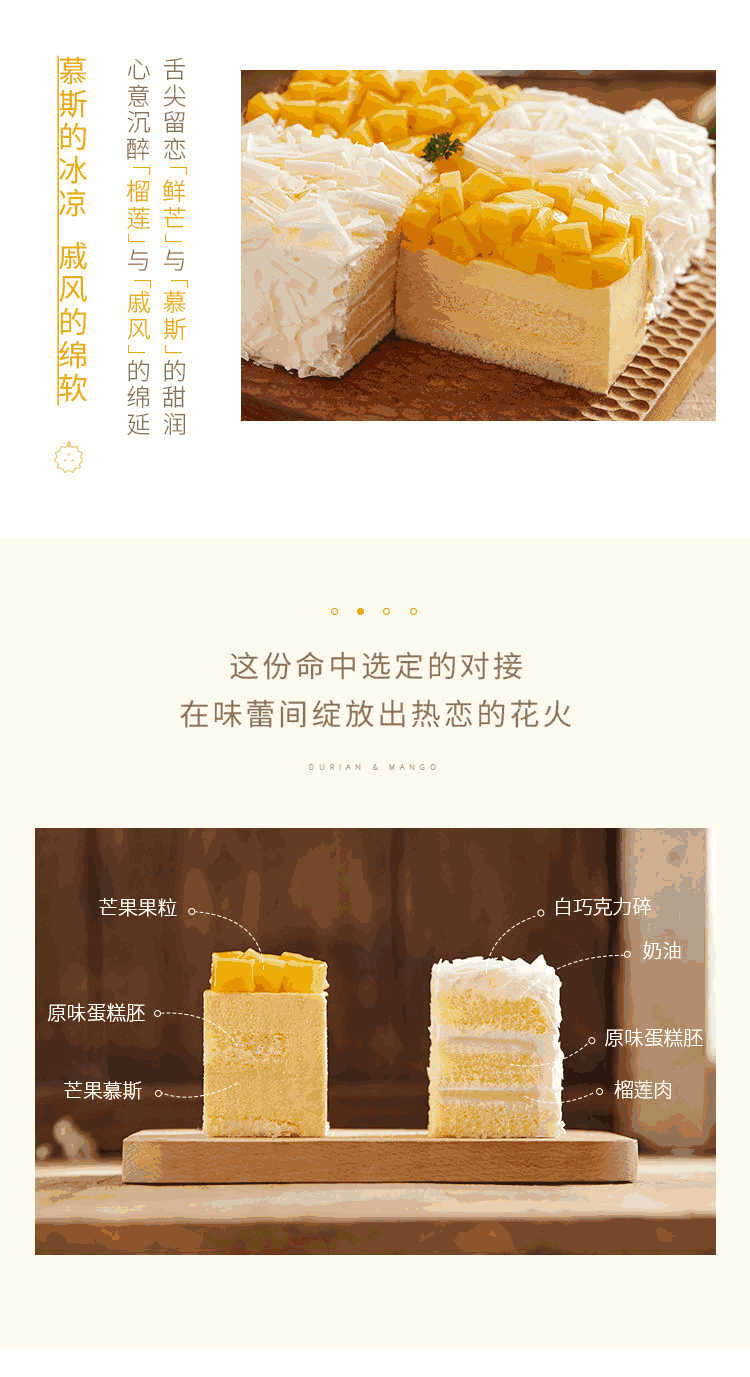 慕斯的冰凉 戚风的绵软
舌尖留恋「鲜芒」与「慕斯」的甜润
心意沉醉「榴莲」与「戚风」的绵延
这份命中选定的对接
在味蕾间绽放出热恋的花火
DURIAN & MANGO
芒果果粒
原味蛋糕胚
芒果慕斯
白巧克力碎
奶油
原味蛋糕胚
榴莲肉